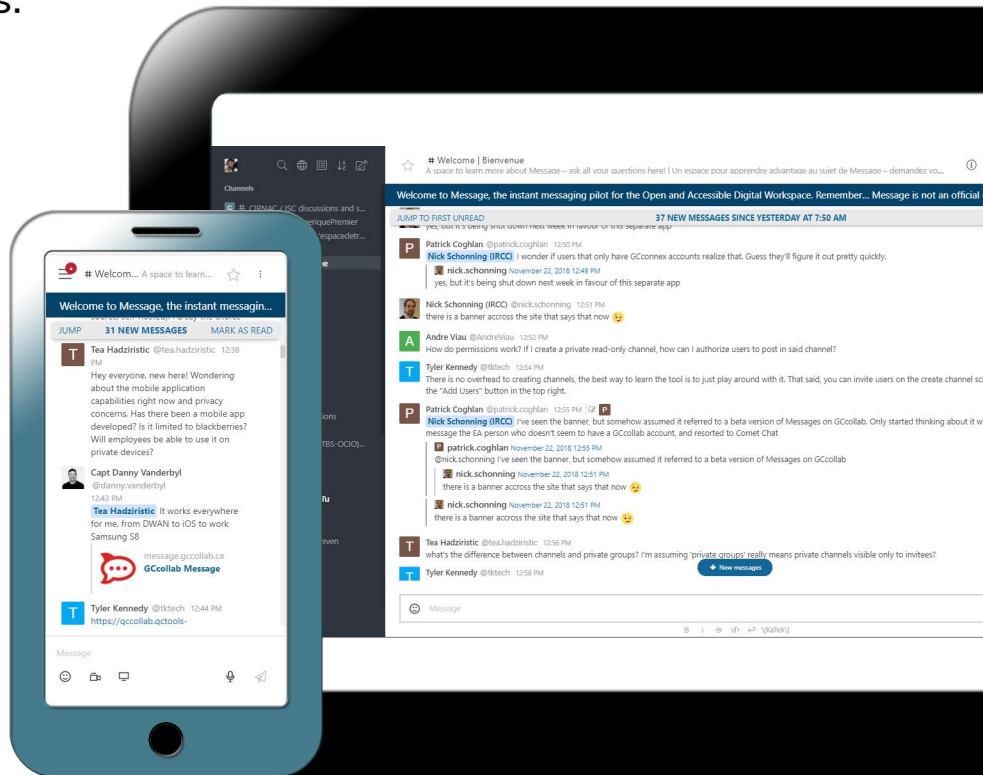 s.
# Welcom... A space to learn...
Welcome to Message, the instant messagin...
JUMP 31 NEW MESSAGES MARK AS READ
T
Tea Hadziristic @tea.hadziristic 12:38
PM
Hey everyone, new here! Wondering
about the mobile application
capabilities right now and privacy
concerns. Has there been a mobile app
developed? Is it limited to blackberries?
Will employees be able to use it on
private devices?
Capt Danny Vanderbyl
@danny.vanderbyl
12:43 PM
Tea Hadziristic It works everywhere
for me, from DWAN to iOS to work
Samsung S8
message.gccollab.ca
GCcollab Message
T
Tyler Kennedy @tktech 12:44 PM
https://gccollab.gctools-
Message
Channels
G # CIRNAC / ISC discussions and s...
eriquePremier
'espacedetr...
ue
ions
TBS-OCIO)...
Tu
even
# Welcome | Bienvenue
A space to learn more about Message – ask all your questions here! | Un espace pour apprendre advantage au sujet de Message – demandez vo...
Welcome to Message, the instant messaging pilot for the Open and Accessible Digital Workspace. Remember... Message is not an official
JUMP TO FIRST UNREAD 37 NEW MESSAGES SINCE YESTERDAY AT 7:50 AM
yes, but it's being shut down next week in favour of this separate app
P
Patrick Coghlan @patrick.coghlan 12:50 PM
Nick Schonning (IRCC) I wonder if users that only have GCconnex accounts realize that. Guess they'll figure it out pretty quickly.
nick.schonning November 22, 2018 12:49 PM
yes, but it's being shut down next week in favour of this separate app
Nick Schonning (IRCC) @nick.schonning 12:51 PM
there is a banner accross the site that says that now 😉
A
Andre Viau @AndreViau 12:52 PM
How do permissions work? If I create a private read-only channel, how can I authorize users to post in said channel?
T
Tyler Kennedy @tktech 12:54 PM
There is no overhead to creating channels, the best way to learn the tool is to just play around with it. That said, you can invite users on the create channel sc
the "Add Users" button in the top right.
P
Patrick Coghlan @patrick.coghlan 12:55 PM P
Nick Schonning (IRCC) I've seen the banner, but somehow assumed it referred to a beta version of Messages on GCcollab. Only started thinking about it w
message the EA person who doesn't seem to have a GCcollab account, and resorted to Comet Chat
P patrick.coghlan November 22, 2018 12:55 PM
@nick.schonning I've seen the banner, but somehow assumed it referred to a beta version of Messages on GCcollab
nick.schonning November 22, 2018 12:51 PM
there is a banner accross the site that says that now 😉
nick.schonning November 22, 2018 12:51 PM
there is a banner accross the site that says that now 😉
T
Tea Hadziristic @tea.hadziristic 12:56 PM
what's the difference between channels and private groups? I'm assuming 'private groups' really means private channels visible only to invitees?
T
Tyler Kennedy @tktech 12:58 PM
New messages
Message
B i S </> ↵ \[KaTeX\]